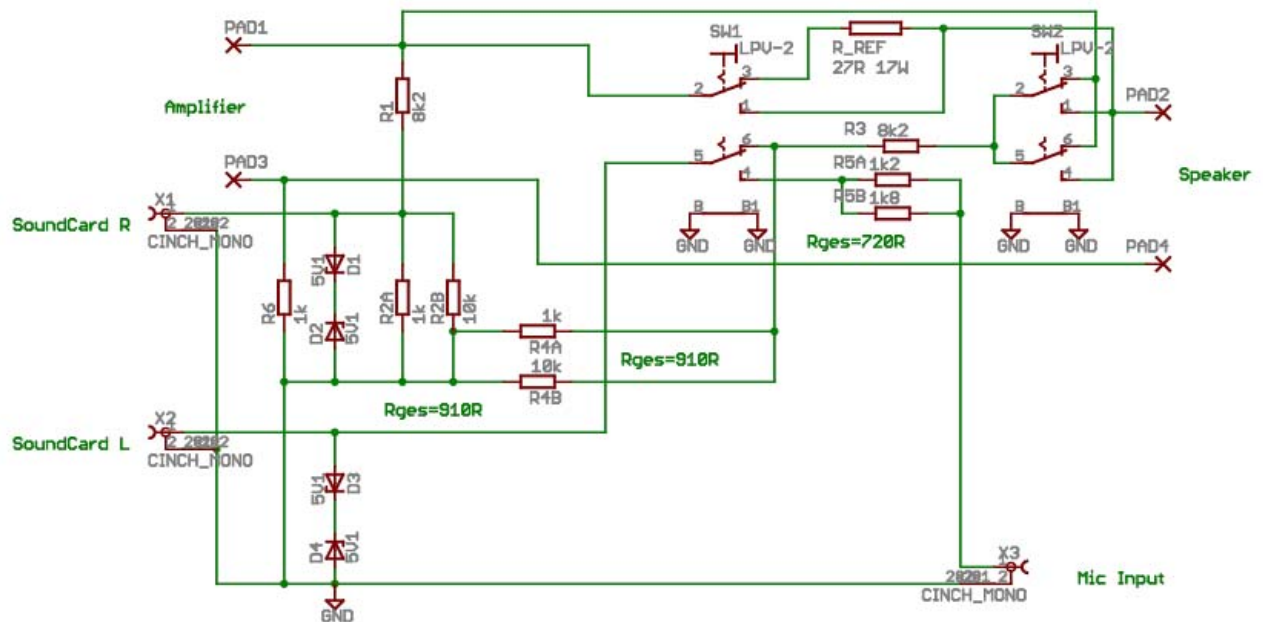 PAD1
SW1
LPV-2
R_REF
27R 17W
SW2
LPV-2
3
2
1
3
2
1
PAD2
Amplifier
R1
8k2
R3 8k2
6
5
4
6
5
4
PAD3
R5A 1k2
R5B 1k8
Speaker
X1
1
2
SoundCard R
CINCH_MONO
B B1
GND GND
Rges=720R
B B1
GND GND
PAD4
5V1
D1
R6
1k
D2
5V1
R2A
1k
R2B
10k
1k
R4A
Rges=910R
10k
R4B
Rges=910R
X2
1
2
SoundCard L
CINCH_MONO
5V1
D3
D4
5V1
X3
1
2
Mic Input
CINCH_MONO
GND